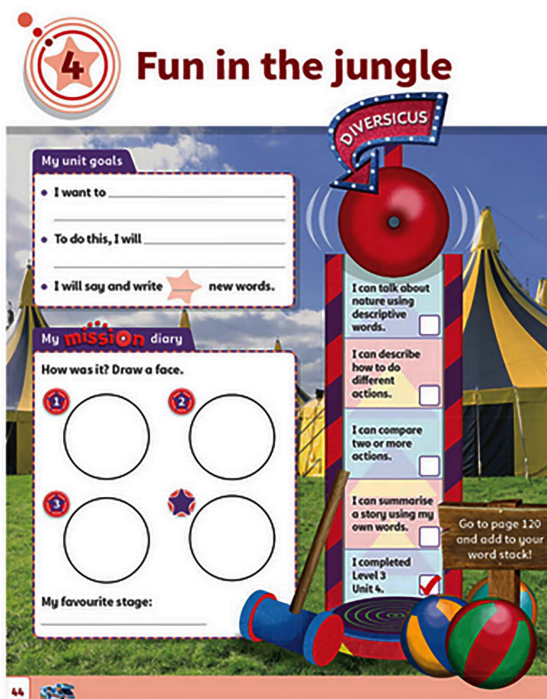 4
Fun in the jungle
DIVERSICUS
My unit goals
I want to
To do this, I will
I will say and write
new words.
My mission diary
How was it? Draw a face.
1
2
3
My favourite stage:
I can talk about
nature using
descriptive
words.
I can describe
how to do
different
actions.
I can compare
two or more
actions.
I can summarise
a story using my
own words.
I completed
Level 3
Unit 4.
Go to page 120
and add to your
word stack!
44